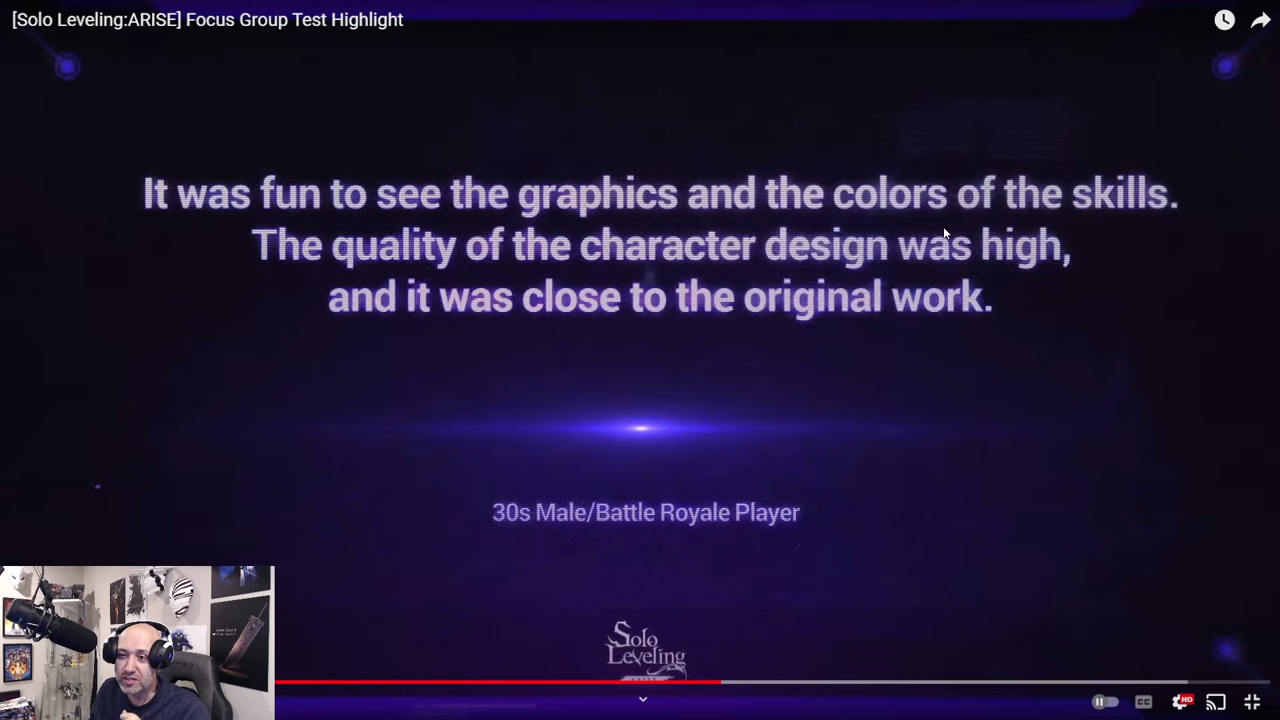 [Solo Leveling:ARISE] Focus Group Test Highlight
It was fun to see the graphics and the colors of the skills.
The quality of the character design was high,
and it was close to the original work.
30s Male/Battle Royale Player
Solo
Leveling
CC
HD